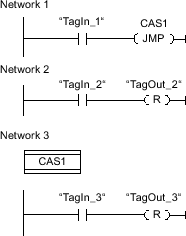 Network 1
“TagIn_1“ CAS1
JMP
Network 2
“TagIn_2“ “TagOut_2“
R
Network 3
CAS1
“TagIn_3“ “TagOut_3“
R